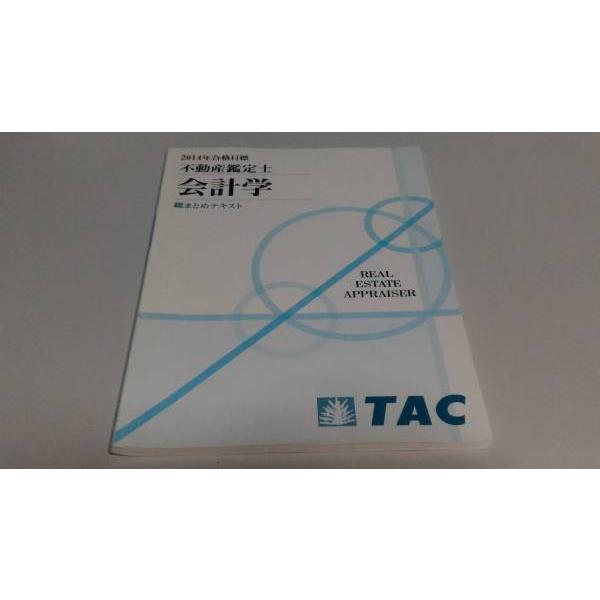 2014年合格目標
不動産鑑定士
会計学
総まとめテキスト
REAL
ESTATE
APPRAISER
TAC